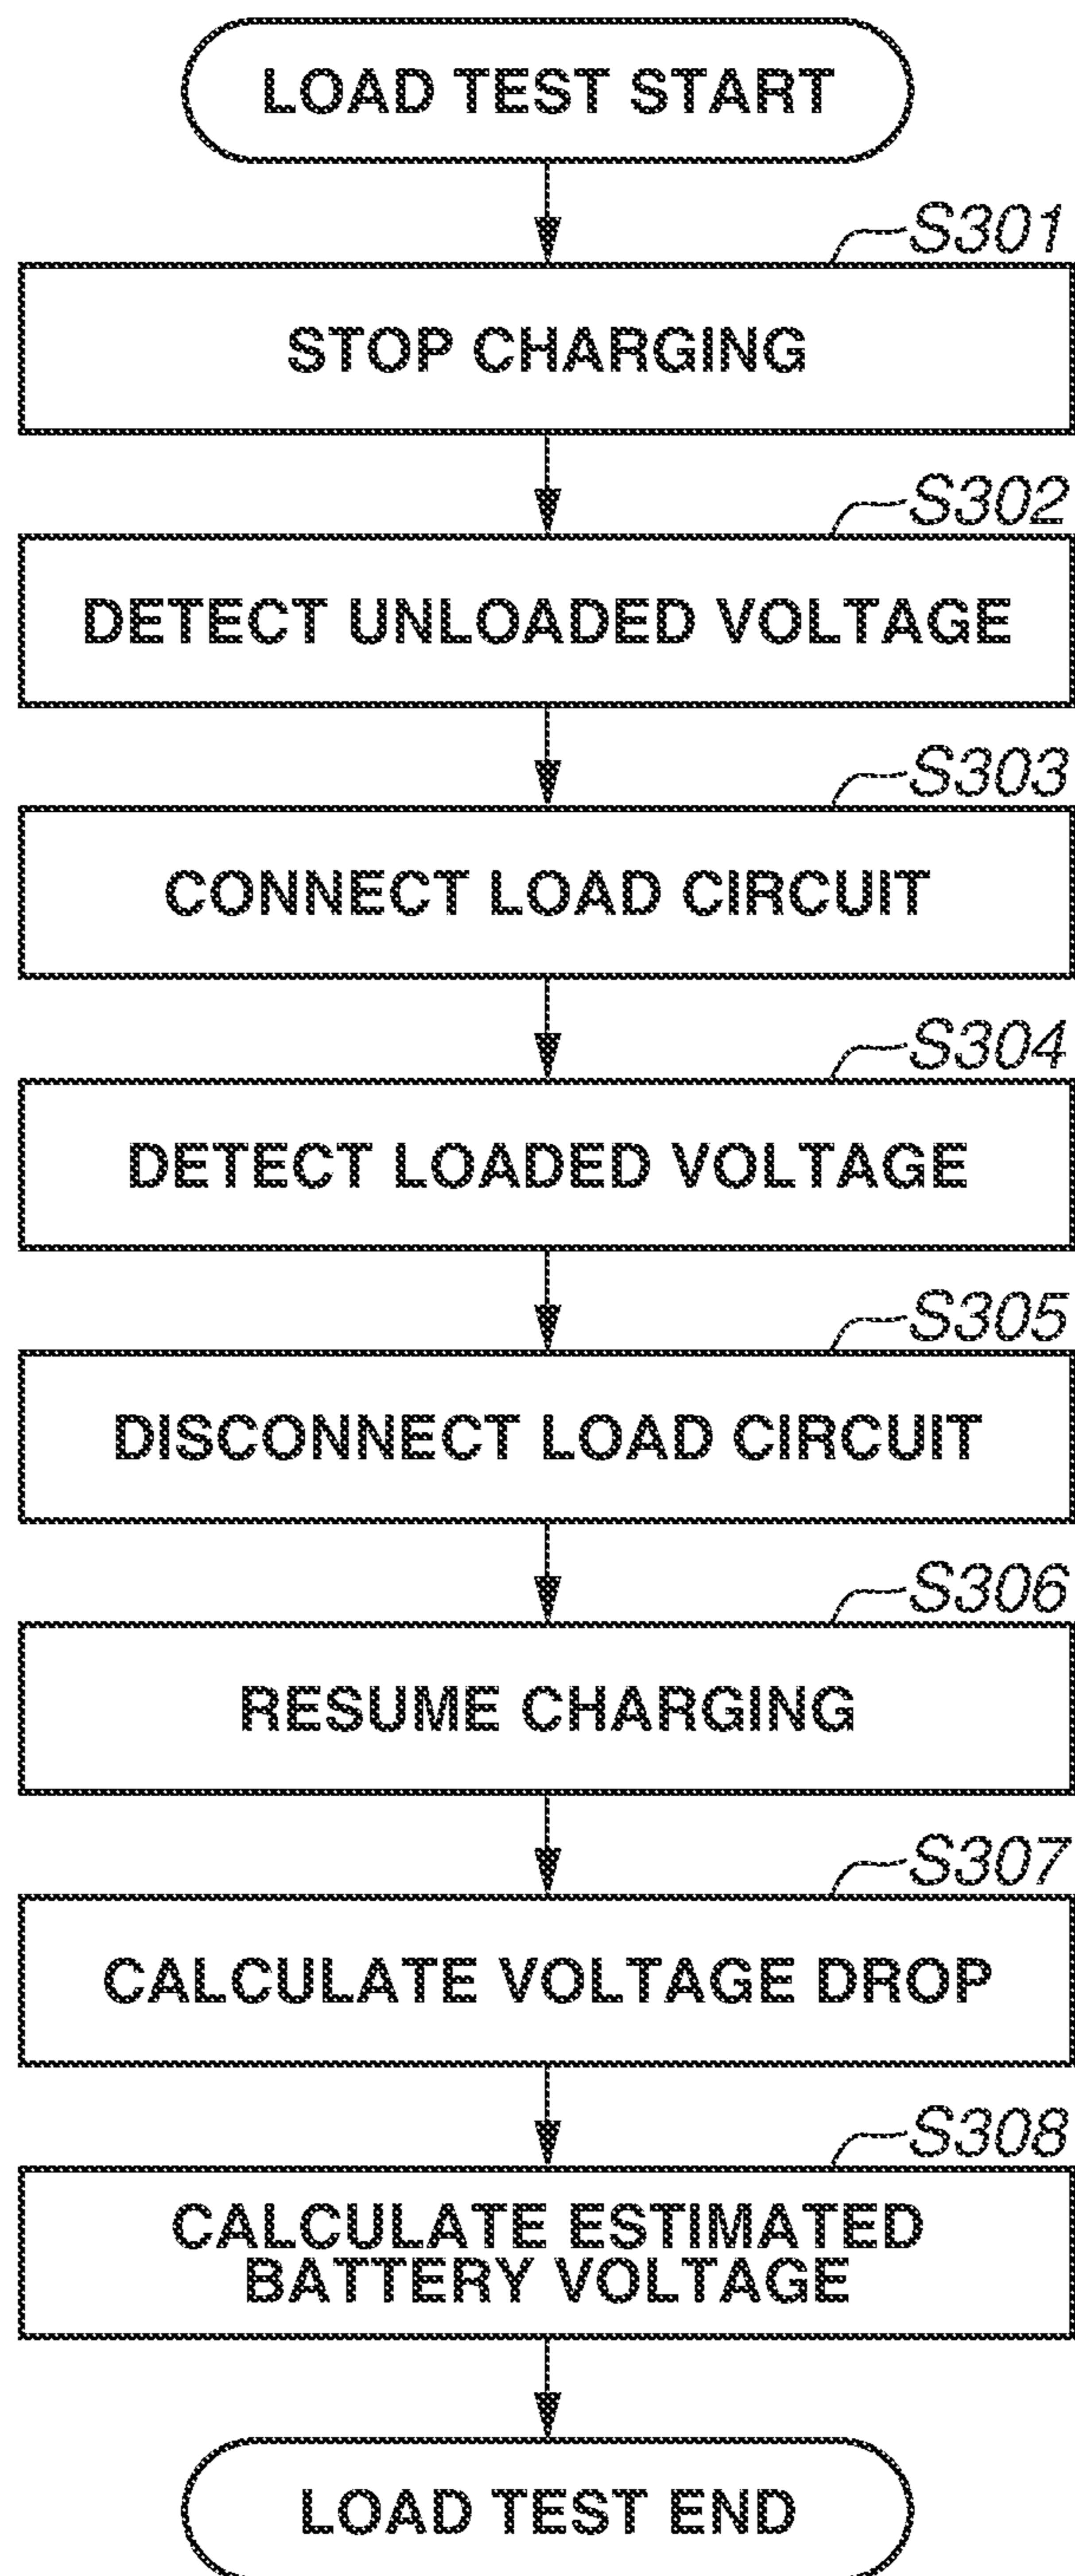 LOAD TEST START
S301
STOP CHARGING
S302
DETECT UNLOADED VOLTAGE
S303
CONNECT LOAD CIRCUIT
S304
DETECT LOADED VOLTAGE
S305
DISCONNECT LOAD CIRCUIT
S306
RESUME CHARGING
S307
CALCULATE VOLTAGE DROP
S308
CALCULATE ESTIMATED
BATTERY VOLTAGE
LOAD TEST END